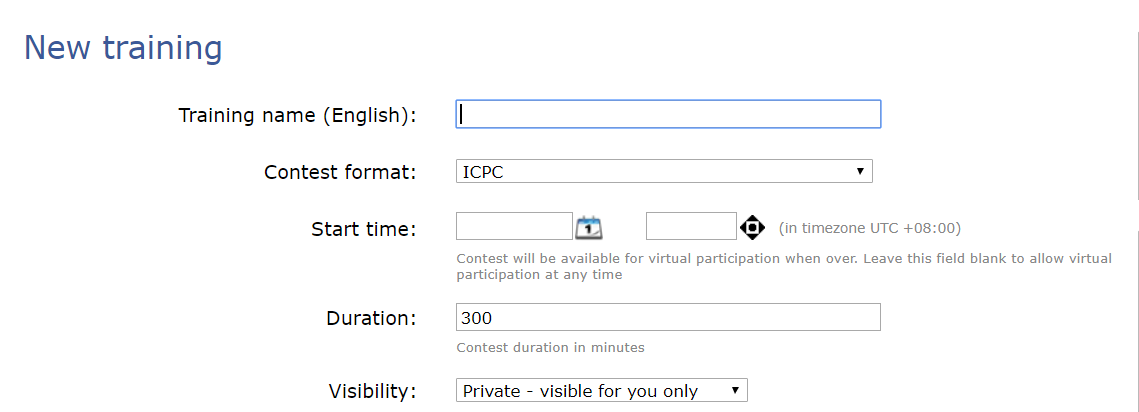 New training
Training name (English):
Contest format: ICPC
Start time: 1 (in timezone UTC +08:00)
Contest will be available for virtual participation when over. Leave this field blank to allow virtual
participation at any time
Duration: 300
Contest duration in minutes
Visibility: Private - visible for you only